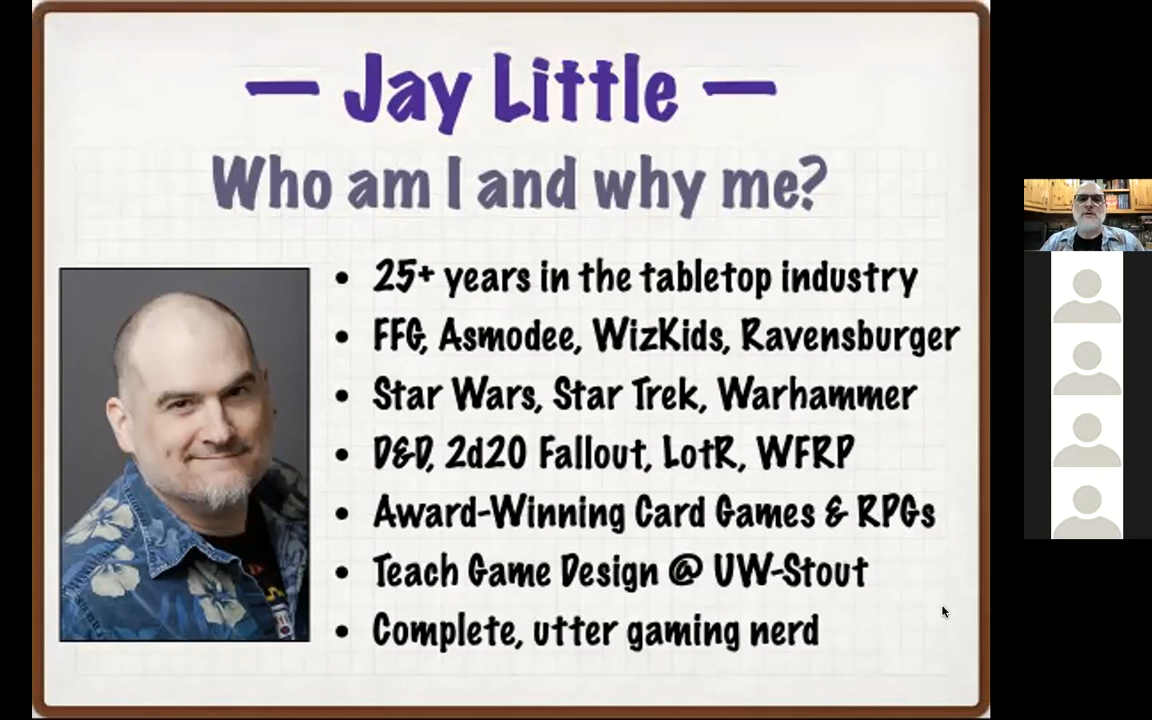 — Jay Little —
Who am I and why me?
• 25+ years in the tabletop industry
• FFG, Asmodee, WizKids, Ravensburger
• Star Wars, Star Trek, Warhammer
• D&D, 2d20 Fallout, LotR, WFRP
• Award-Winning Card Games & RPGs
• Teach Game Design @ UW-Stout
• Complete, utter gaming nerd